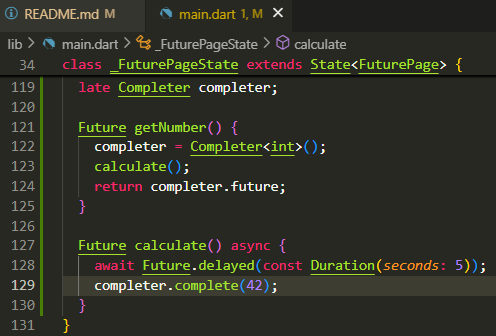 README.md M main.dart 1, M
lib > main.dart > _FuturePageState > calculate
34 class _FuturePageState extends State<FuturePage> {
119 late Completer completer;
120
121 Future getNumber() {
122 completer = Completer<int>();
123 calculate();
124 return completer.future;
125 }
126
127 Future calculate() async {
128 await Future.delayed(const Duration(seconds: 5));
129 completer.complete(42);
130 }
131 }